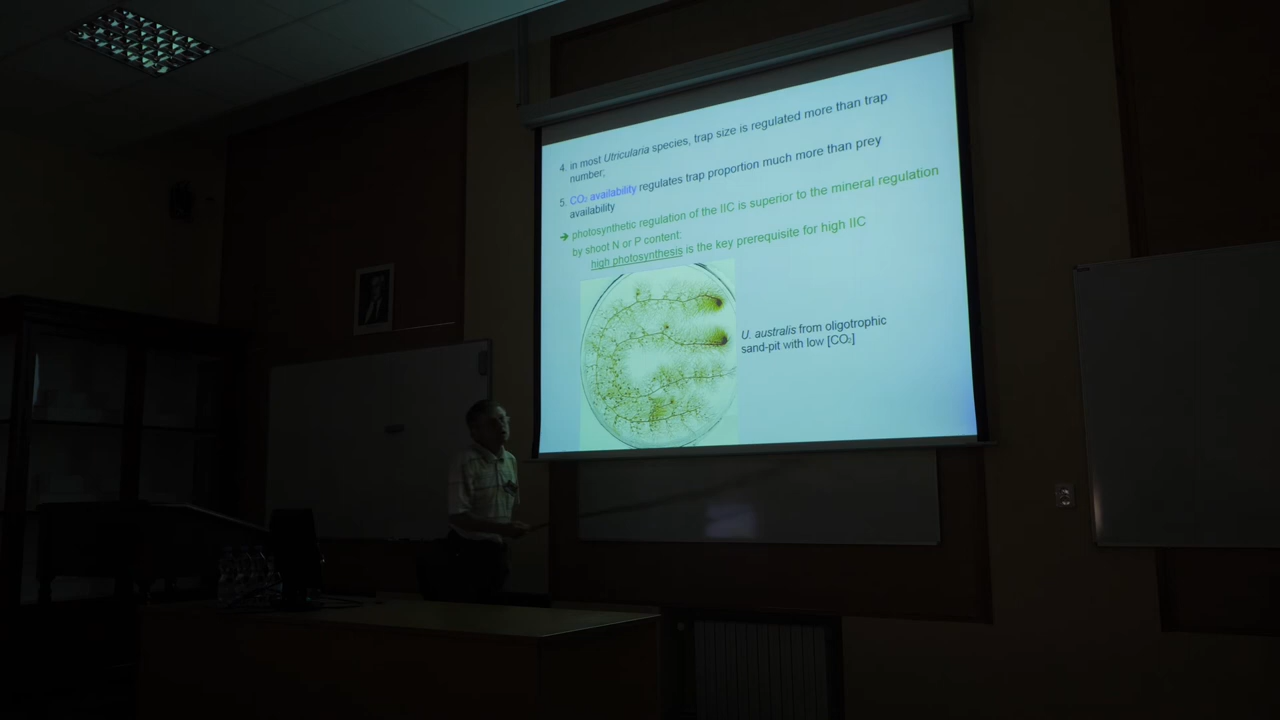 4. in most Utricularia species, trap size is regulated more than trap
number;
5. CO₂ availability regulates trap proportion much more than prey
availability
➔ photosynthetic regulation of the IIC is superior to the mineral regulation
by shoot N or P content:
high photosynthesis is the key prerequisite for high IIC
U. australis from oligotrophic
sand-pit with low [CO₂]